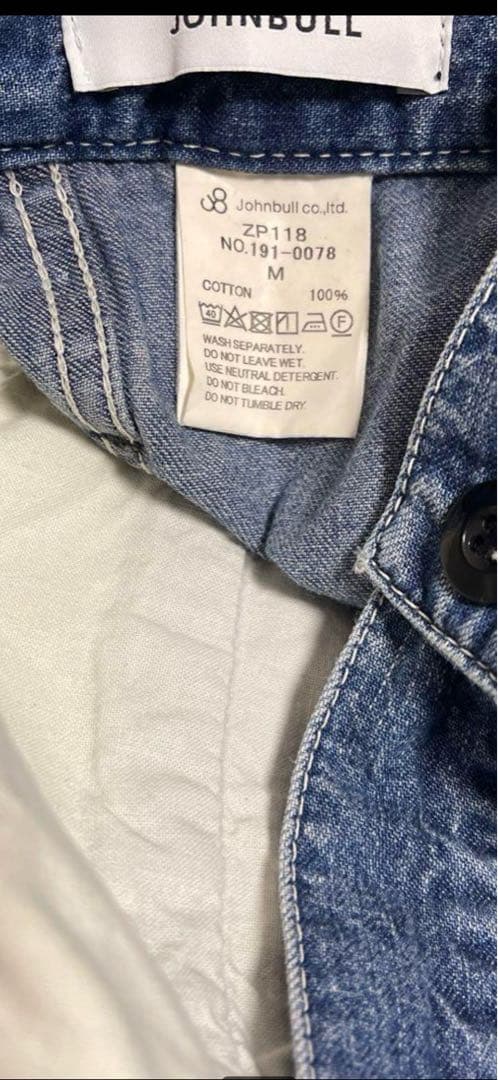 JOHNBULL
Johnbull co.,ltd.
ZP118
NO.191-0078
M
COTTON 100%
40 F
WASH SEPARATELY.
DO NOT LEAVE WET.
USE NEUTRAL DETERGENT.
DO NOT BLEACH.
DO NOT TUMBLE DRY.